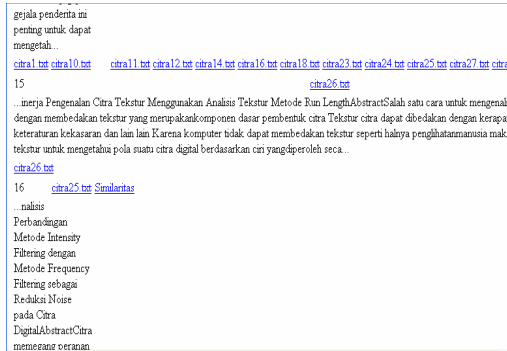 gejala penderita ini
penting untuk dapat
mengetah...
citra1.txt citra10.txt citra11.txt citra12.txt citra14.txt citra16.txt citra18.txt citra23.txt citra24.txt citra25.txt citra27.txt citra
15 citra26.txt
...inerja Pengenalan Citra Tekstur Menggunakan Analisis Tekstur Metode Run LengthAbstractSalah satu cara untuk mengenal
dengan membedakan tekstur yang merupakankomponen dasar pembentuk citra Tekstur citra dapat dibedakan dengan kerapa
keteraturan kekasaran dan lain lain Karena komputer tidak dapat membedakan tekstur seperti halnya penglihatanmanusia mak
tekstur untuk mengetahui pola suatu citra digital berdasarkan ciri yangdiperoleh seca...
citra26.txt
16 citra25.txt Similaritas
...nalisis
Perbandingan
Metode Intensity
Filtering dengan
Metode Frequency
Filtering sebagai
Reduksi Noise
pada Citra
DigitalAbstractCitra
memegang peranan